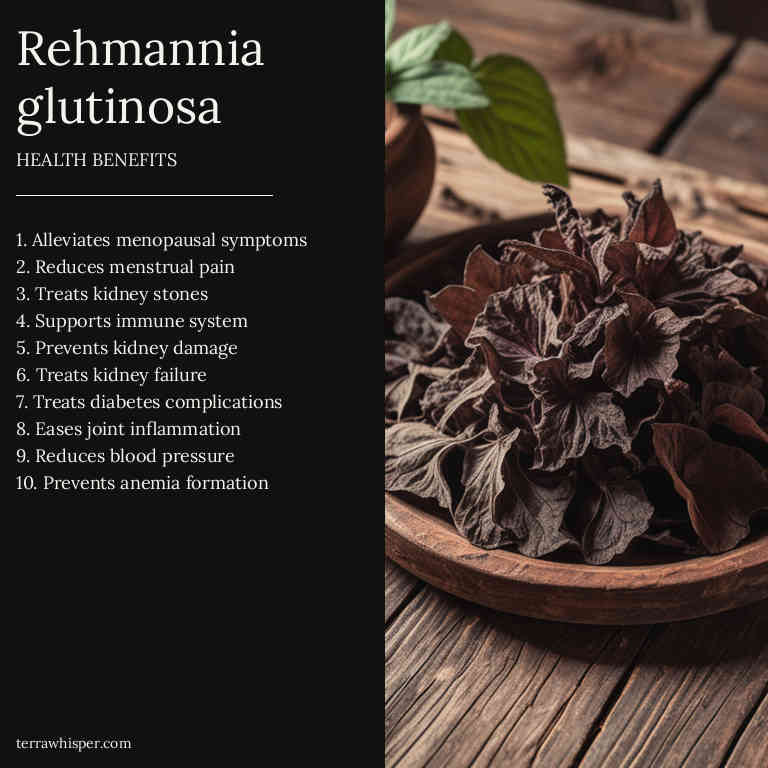 Rehmannia
glutinosa
HEALTH BENEFITS
1. Alleviates menopausal symptoms
2. Reduces menstrual pain
3. Treats kidney stones
4. Supports immune system
5. Prevents kidney damage
6. Treats kidney failure
7. Treats diabetes complications
8. Eases joint inflammation
9. Reduces blood pressure
10. Prevents anemia formation
terrawhisper.com